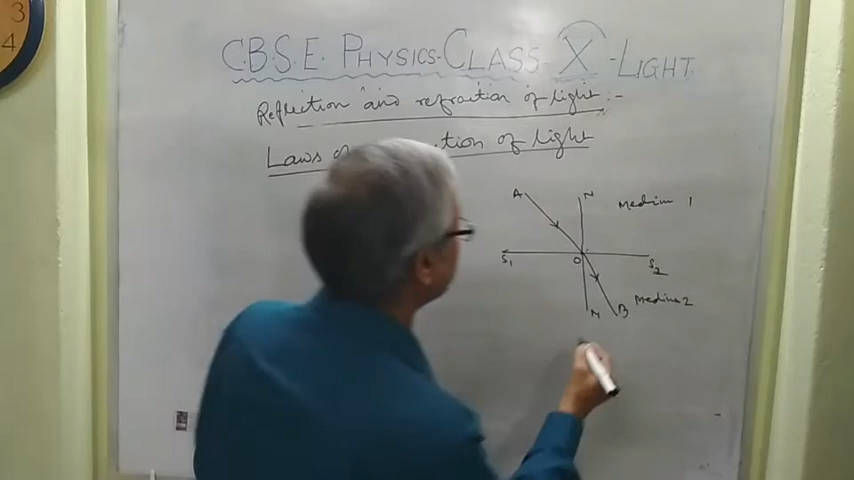 C.B.S.E. PHYSICS-CLASS-X-LIGHT
Reflection and refraction of light:-
Laws of ction of light
A N Medium 1
S1 O S2
N B Medium 2
3
4